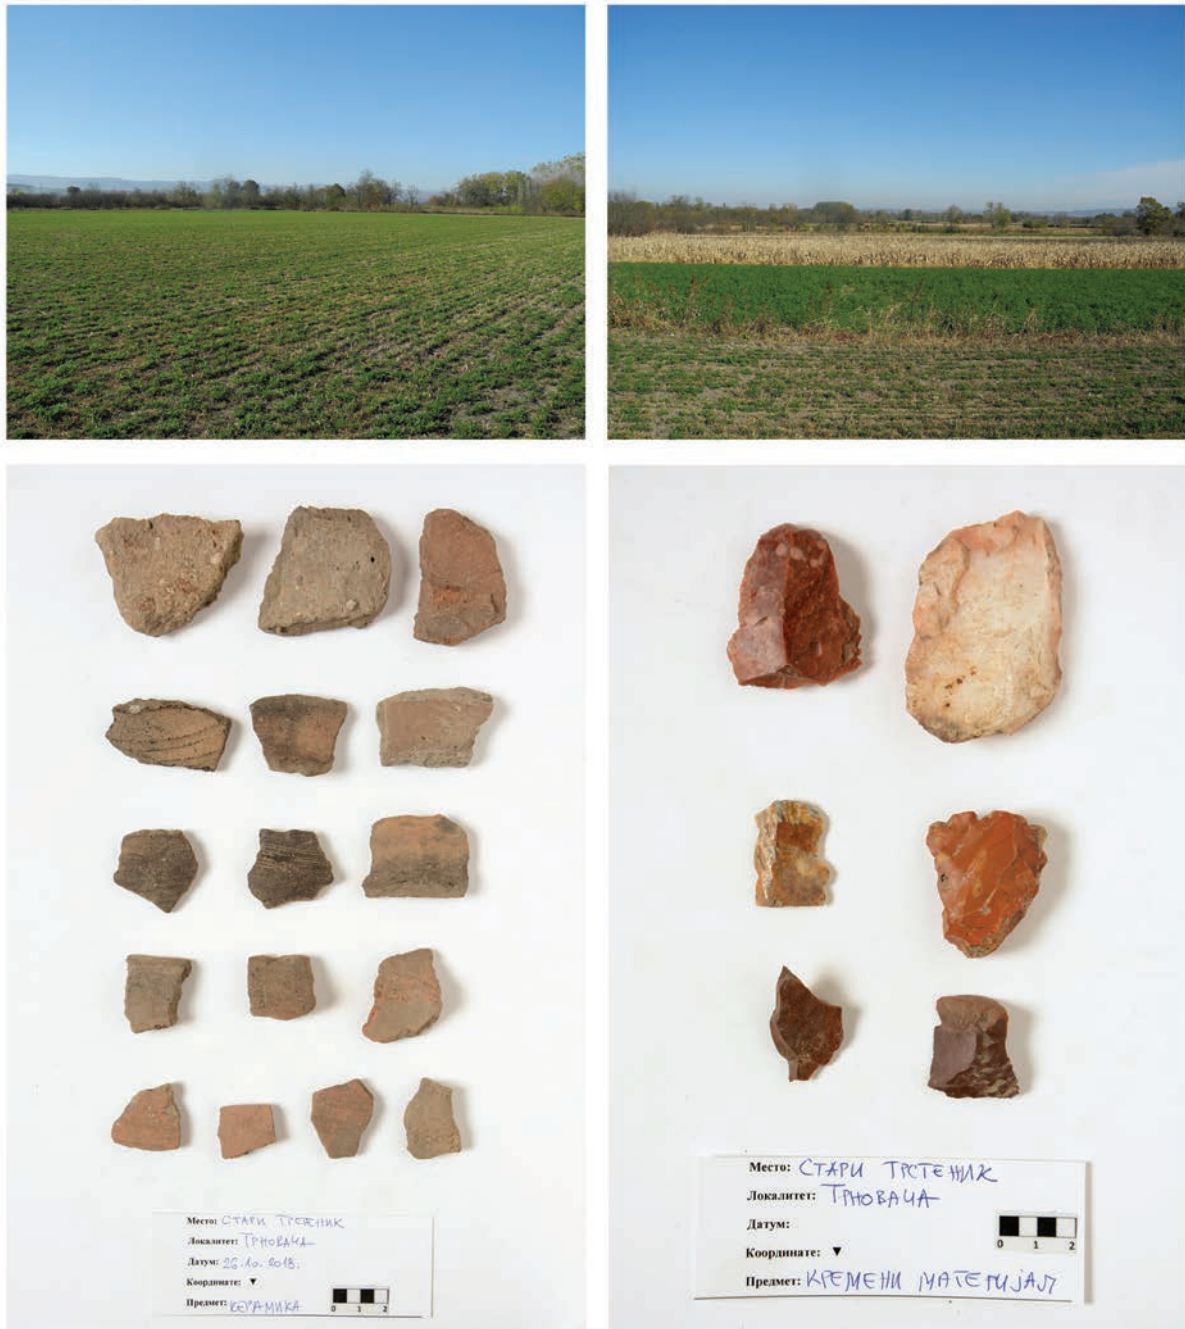 Место: СТАРИ ТРСТЕНИК
Локалитет: ТРНОВАЧА
Датум: 26.10.2018.
Координате: ▼
Предмет: КЕРАМИКА
0 1 2
Место: СТАРИ ТРСТЕНИК
Локалитет: ТРНОВАЧА
Датум:
Координате: ▼
Предмет: КРЕМЕНИ МАТЕРИЈАЛ
0 1 2